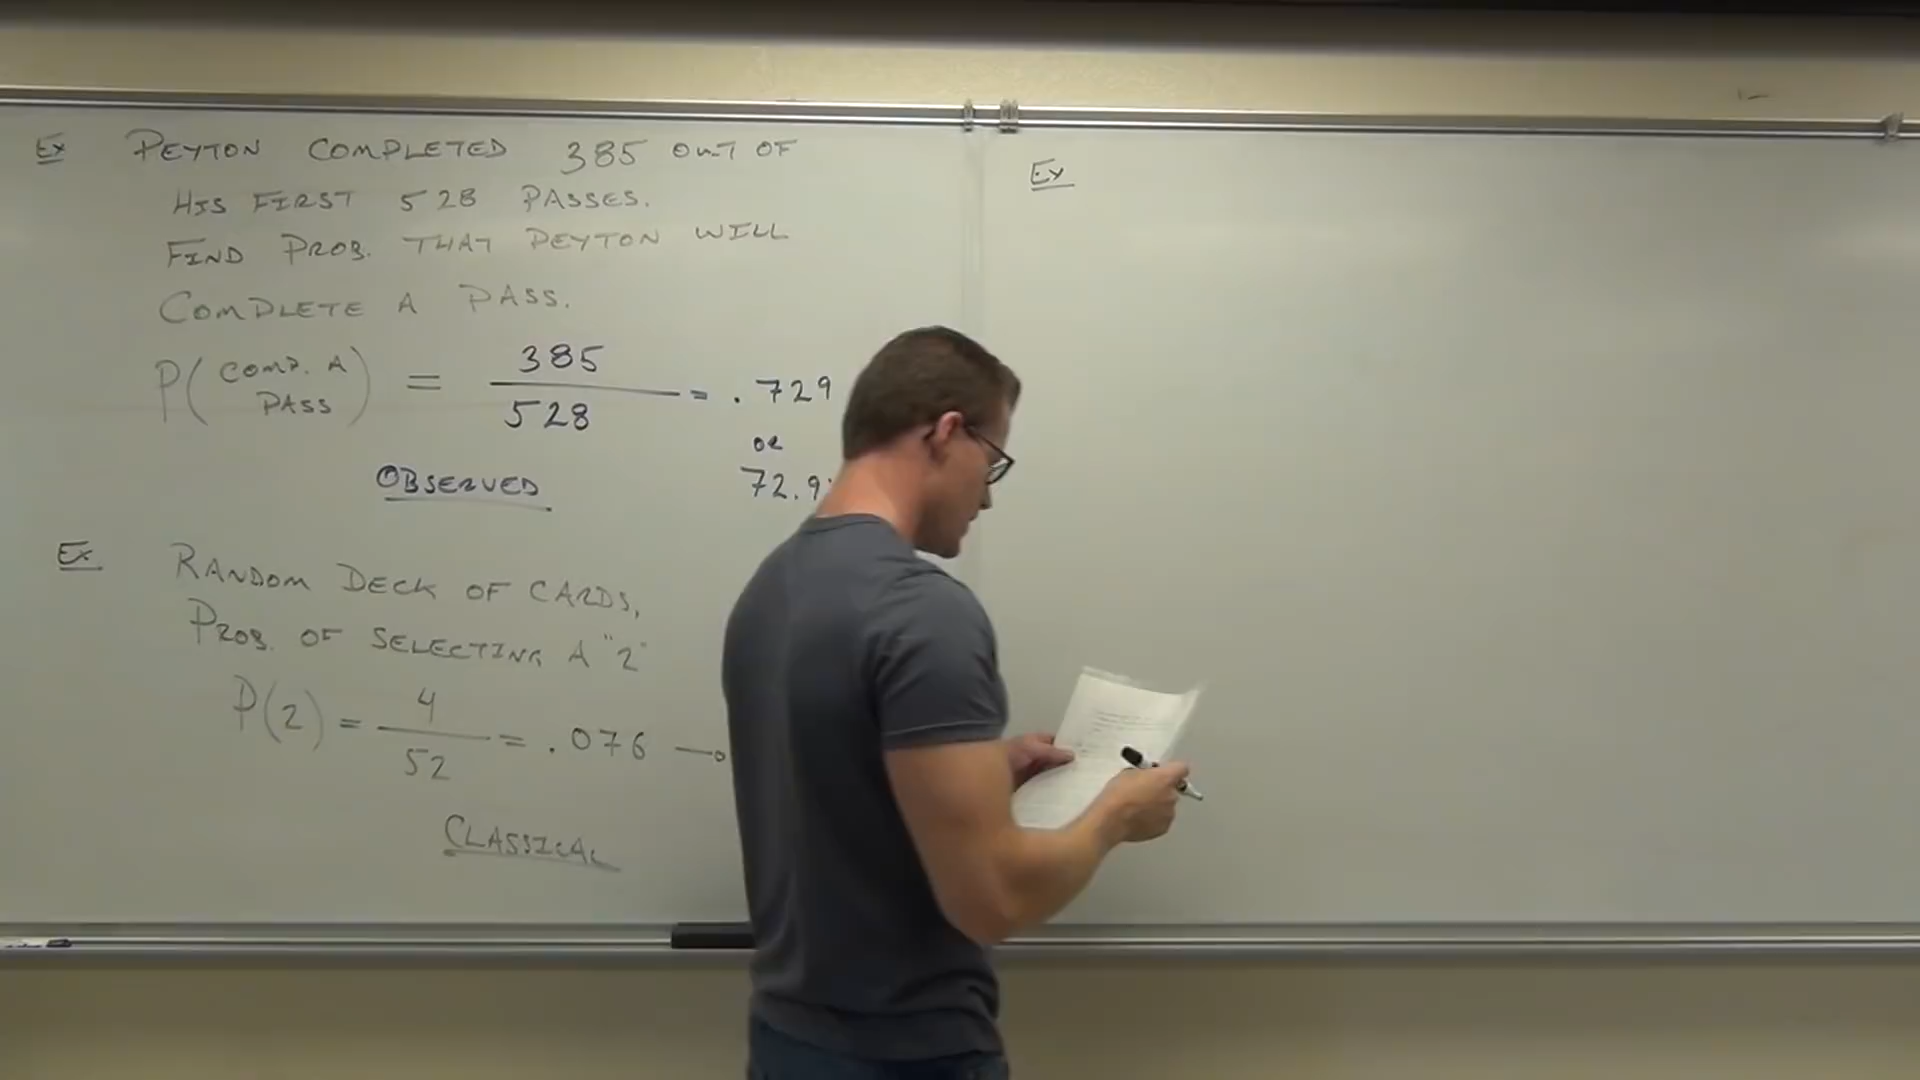 Ex PEYTON COMPLETED 385 OUT OF
HIS FIRST 528 PASSES.
FIND PROB. THAT PEYTON WILL
COMPLETE A PASS.
P(COMP. A PASS) = 385/528 = .729
or
72.9
OBSERVED
Ex RANDOM DECK OF CARDS,
PROB. OF SELECTING A "2"
P(2) = 4/52 = .076 →
CLASSICAL
Ex